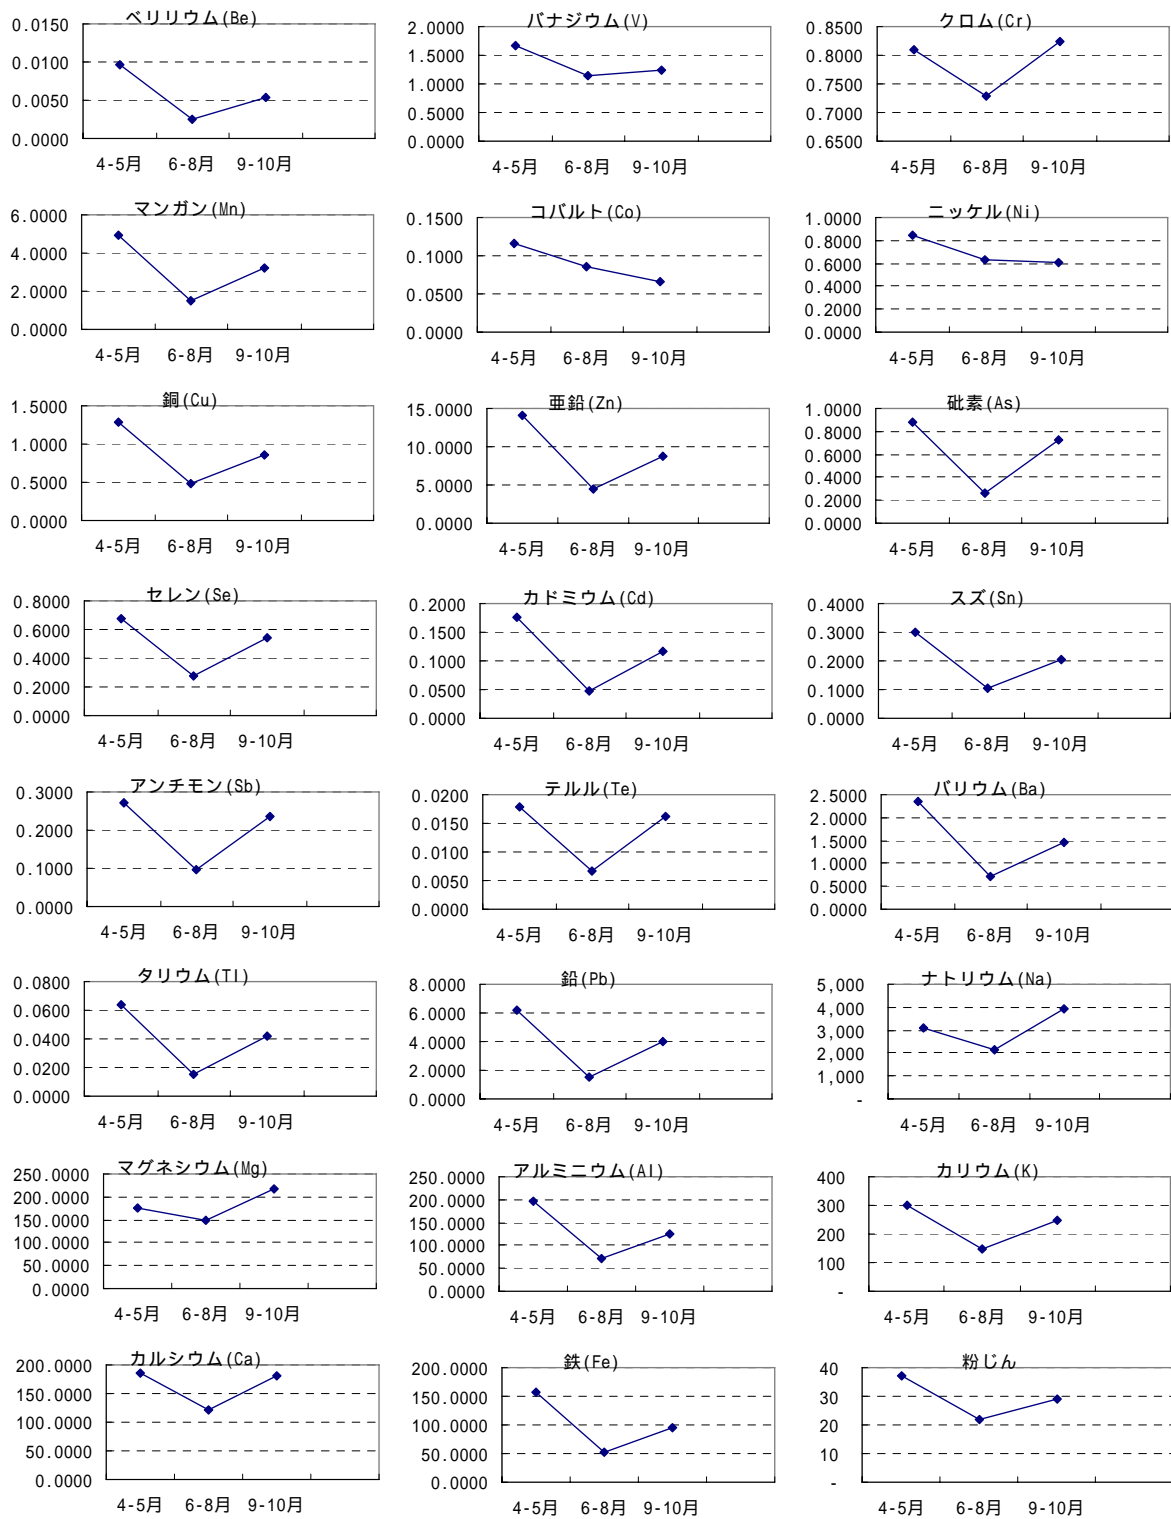 ベリリウム(Be)
0.0150
0.0100
0.0050
0.0000
4-5月 6-8月 9-10月
バナジウム(V)
2.0000
1.5000
1.0000
0.5000
0.0000
4-5月 6-8月 9-10月
クロム(Cr)
0.8500
0.8000
0.7500
0.7000
0.6500
4-5月 6-8月 9-10月
マンガン(Mn)
6.0000
4.0000
2.0000
0.0000
4-5月 6-8月 9-10月
コバルト(Co)
0.1500
0.1000
0.0500
0.0000
4-5月 6-8月 9-10月
ニッケル(Ni)
1.0000
0.8000
0.6000
0.4000
0.2000
0.0000
4-5月 6-8月 9-10月
銅(Cu)
1.5000
1.0000
0.5000
0.0000
4-5月 6-8月 9-10月
亜鉛(Zn)
15.0000
10.0000
5.0000
0.0000
4-5月 6-8月 9-10月
砒素(As)
1.0000
0.8000
0.6000
0.4000
0.2000
0.0000
4-5月 6-8月 9-10月
セレン(Se)
0.8000
0.6000
0.4000
0.2000
0.0000
4-5月 6-8月 9-10月
カドミウム(Cd)
0.2000
0.1500
0.1000
0.0500
0.0000
4-5月 6-8月 9-10月
スズ(Sn)
0.4000
0.3000
0.2000
0.1000
0.0000
4-5月 6-8月 9-10月
アンチモン(Sb)
0.3000
0.2000
0.1000
0.0000
4-5月 6-8月 9-10月
テルル(Te)
0.0200
0.0150
0.0100
0.0050
0.0000
4-5月 6-8月 9-10月
バリウム(Ba)
2.5000
2.0000
1.5000
1.0000
0.5000
0.0000
4-5月 6-8月 9-10月
タリウム(Tl)
0.0800
0.0600
0.0400
0.0200
0.0000
4-5月 6-8月 9-10月
鉛(Pb)
8.0000
6.0000
4.0000
2.0000
0.0000
4-5月 6-8月 9-10月
ナトリウム(Na)
5,000
4,000
3,000
2,000
1,000
-
4-5月 6-8月 9-10月
マグネシウム(Mg)
250.0000
200.0000
150.0000
100.0000
50.0000
0.0000
4-5月 6-8月 9-10月
アルミニウム(Al)
250.0000
200.0000
150.0000
100.0000
50.0000
0.0000
4-5月 6-8月 9-10月
カリウム(K)
400
300
200
100
-
4-5月 6-8月 9-10月
カルシウム(Ca)
200.0000
150.0000
100.0000
50.0000
0.0000
4-5月 6-8月 9-10月
鉄(Fe)
200.0000
150.0000
100.0000
50.0000
0.0000
4-5月 6-8月 9-10月
粉じん
40
30
20
10
-
4-5月 6-8月 9-10月